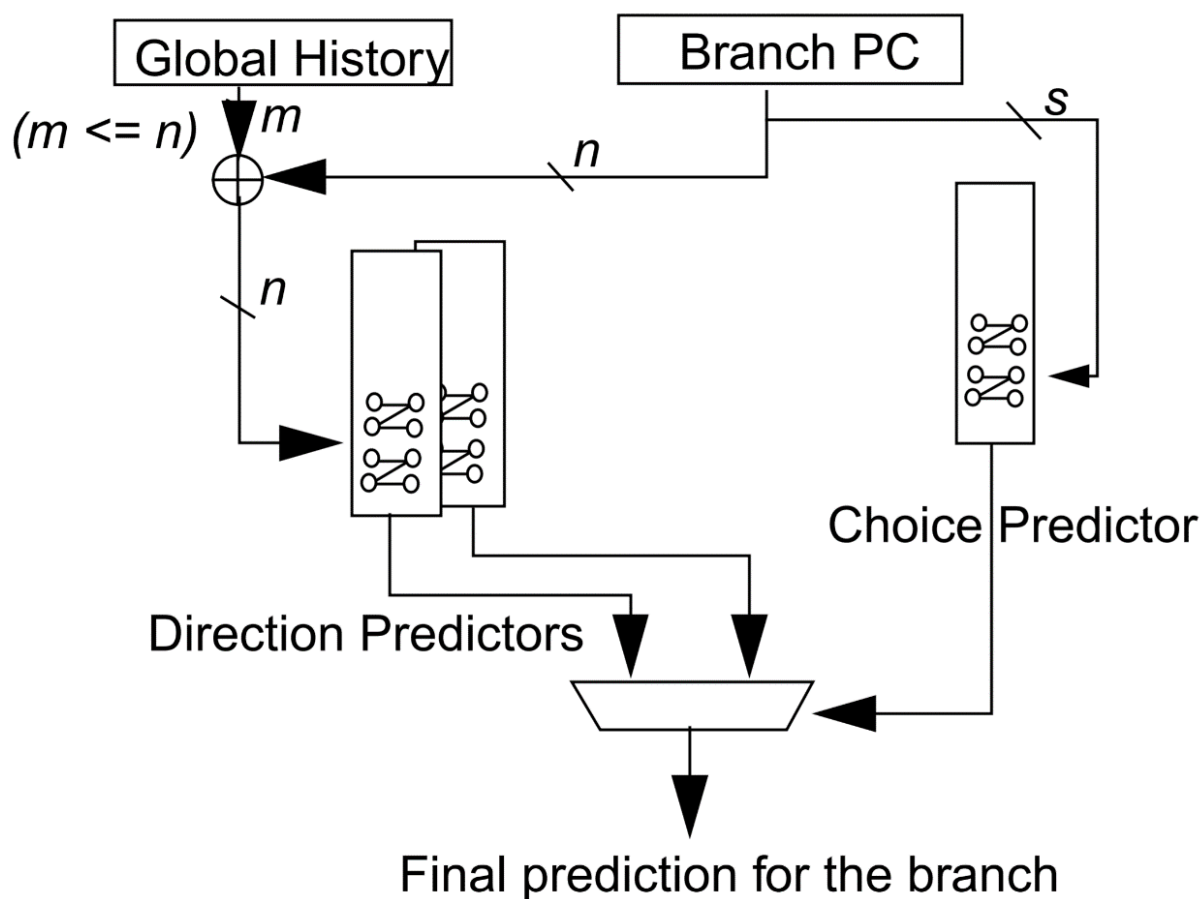 Global History
Branch PC
(m <= n)
m
s
n
n
Choice Predictor
Direction Predictors
Final prediction for the branch